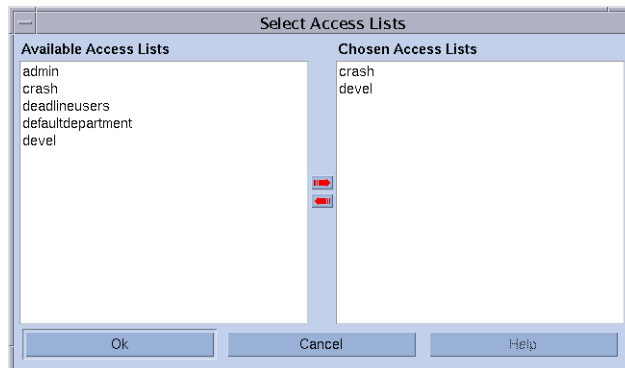 Select Access Lists
Available Access Lists
admin
crash
deadlineusers
defaultdepartment
devel
Chosen Access Lists
crash
devel
Ok
Cancel
Help